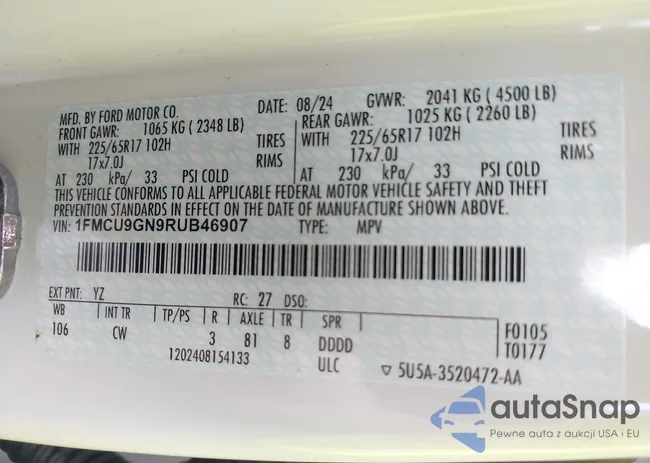 MFD. BY FORD MOTOR CO.
DATE: 08/24 GVWR: 2041 KG ( 4500 LB)
FRONT GAWR: 1065 KG ( 2348 LB)
REAR GAWR: 1025 KG ( 2260 LB)
WITH 225/65R17 102H TIRES
WITH 225/65R17 102H TIRES
17x7.0J RIMS
17x7.0J RIMS
AT 230 kPa/ 33 PSI COLD
AT 230 kPa/ 33 PSI COLD
THIS VEHICLE CONFORMS TO ALL APPLICABLE FEDERAL MOTOR VEHICLE SAFETY AND THEFT
PREVENTION STANDARDS IN EFFECT ON THE DATE OF MANUFACTURE SHOWN ABOVE.
VIN: 1FMCU9GN9RUB46907 TYPE: MPV
EXT PNT: YZ RC: 27 DSO:
WB INT TR TP/PS R AXLE TR SPR
106 CW 3 81 8 DDDD
F0105
T0177
1202408154133 ULC
▽ 5U5A-3520472-AA
autaSnap
Pewne auta z aukcji USA i EU